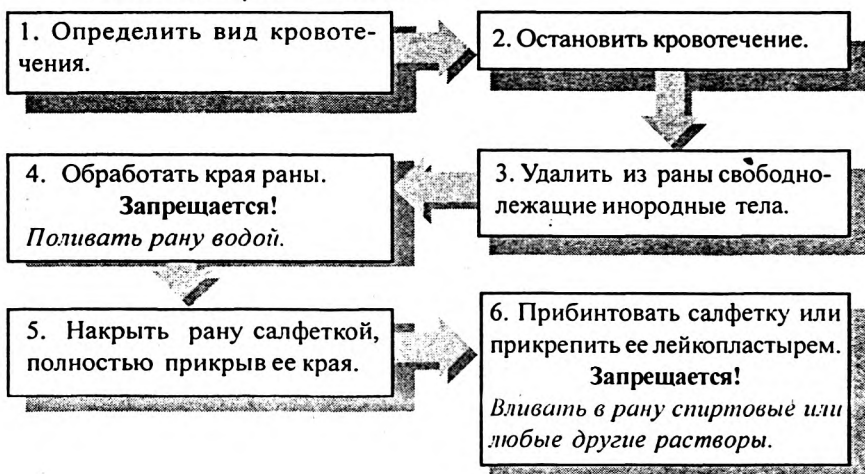 1. Определить вид кровоте-
чения.
2. Остановить кровотечение.
3. Удалить из раны свободно-
лежащие инородные тела.
4. Обработать края раны.
Запрещается!
Поливать рану водой.
5. Накрыть рану салфеткой,
полностью прикрыв ее края.
6. Прибинтовать салфетку или
прикрепить ее лейкопластырем.
Запрещается!
Вливать в рану спиртовые или
любые другие растворы.